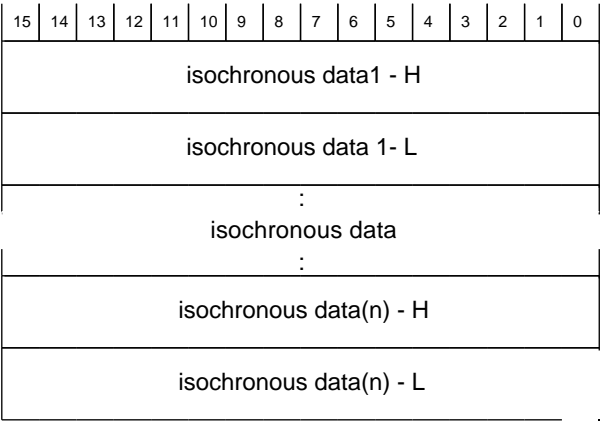 15 14 13 12 11 10 9 8 7 6 5 4 3 2 1 0
isochronous data1 - H
isochronous data 1- L
:
isochronous data
:
isochronous data(n) - H
isochronous data(n) - L